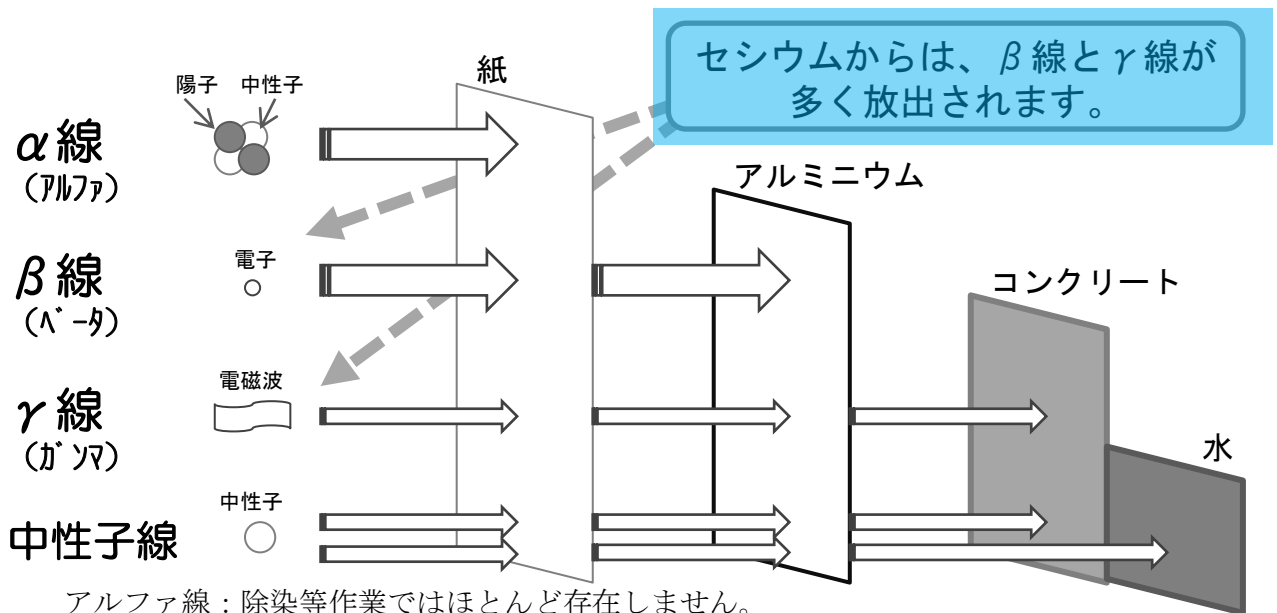 セシウムからは、β線とγ線が
多く放出されます。
紙
陽子 中性子
α線
(ｱﾙﾌｧ)
アルミニウム
β線
(ﾍﾞｰﾀ)
電子
コンクリート
γ線
(ｶﾞﾝﾏ)
電磁波
水
中性子線
中性子
アルファ線：除染等作業ではほとんど存在しません。